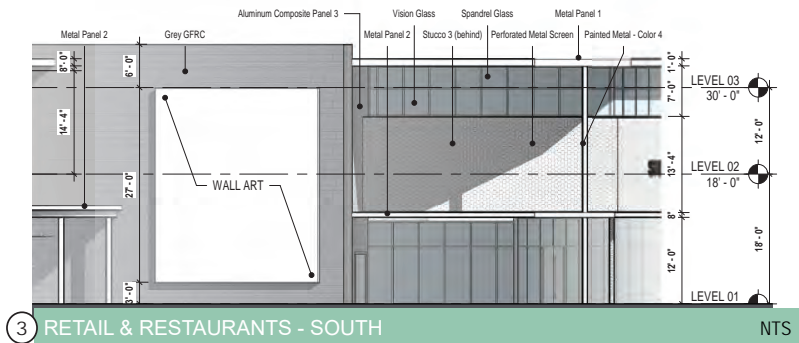 Aluminum Composite Panel 3 Vision Glass Spandrel Glass Metal Panel 1
Metal Panel 2 Grey GFRC Metal Panel 2 Stucco 3 (behind) Perforated Metal Screen Painted Metal - Color 4
8'- 0"
6'- 0"
1'- 0"
LEVEL 03
30' - 0"
7'- 0"
14' - 4"
12' - 0"
LEVEL 02
18' - 0"
13' - 4"
WALL ART
27' - 0"
8"
18' - 0"
12' - 0"
3'- 0"
LEVEL 01
3 RETAIL & RESTAURANTS - SOUTH NTS